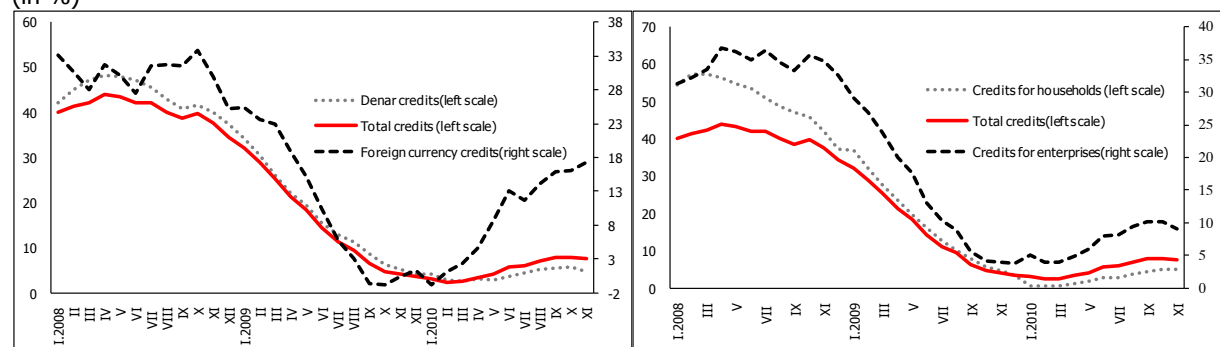 (in %)
60
50
40
30
20
10
0
38
33
28
23
18
13
8
3
-2
Denar credits(left scale)
Total credits (left scale)
Foreign currency credits(right scale)
I.2008
II
III
IV
V
VI
VII
VIII
IX
X
XI
XII
I.2009
II
III
IV
V
VI
VII
VIII
IX
X
XI
XII
I.2010
II
III
IV
V
VI
VII
VIII
IX
X
XI
70
60
50
40
30
20
10
0
40
35
30
25
20
15
10
5
0
Credits for households (left scale)
Total credits(left scale)
Credits for enterprises(right scale)
I.2008
III
V
VII
IX
XI
I.2009
III
V
VII
IX
XI
I.2010
III
V
VII
IX
XI